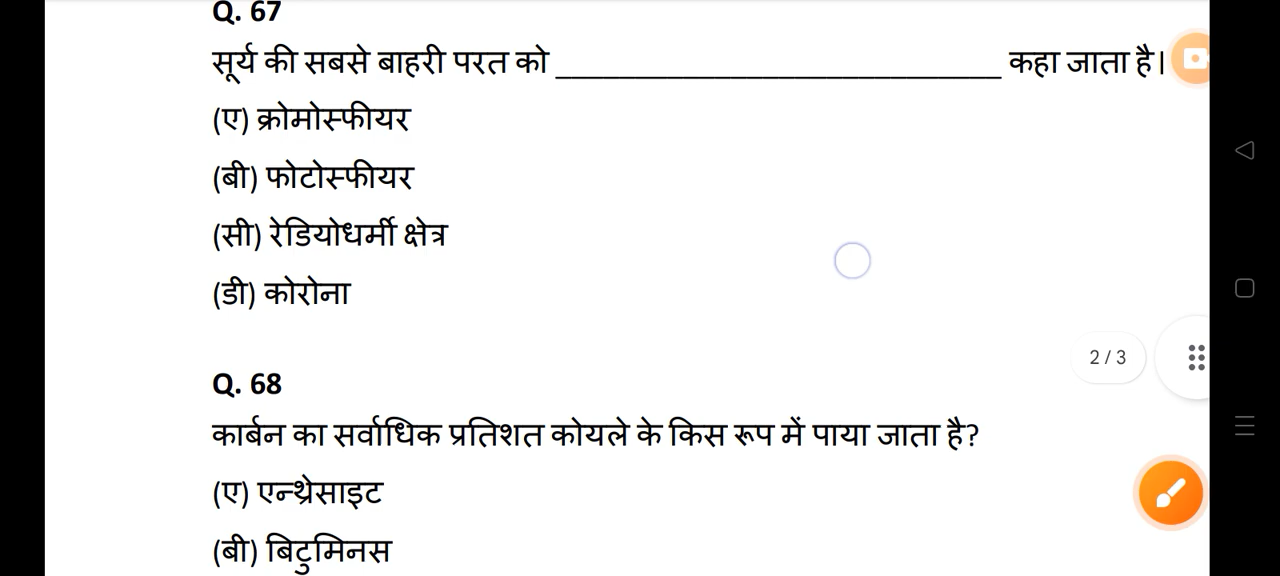 Q. 67
सूर्य की सबसे बाहरी परत को ____________________________ कहा जाता है।
(ए) क्रोमोस्फीयर
(बी) फोटोस्फीयर
(सी) रेडियोधर्मी क्षेत्र
(डी) कोरोना
2 / 3
Q. 68
कार्बन का सर्वाधिक प्रतिशत कोयले के किस रूप में पाया जाता है?
(ए) एन्थ्रेसाइट
(बी) बिटुमिनस